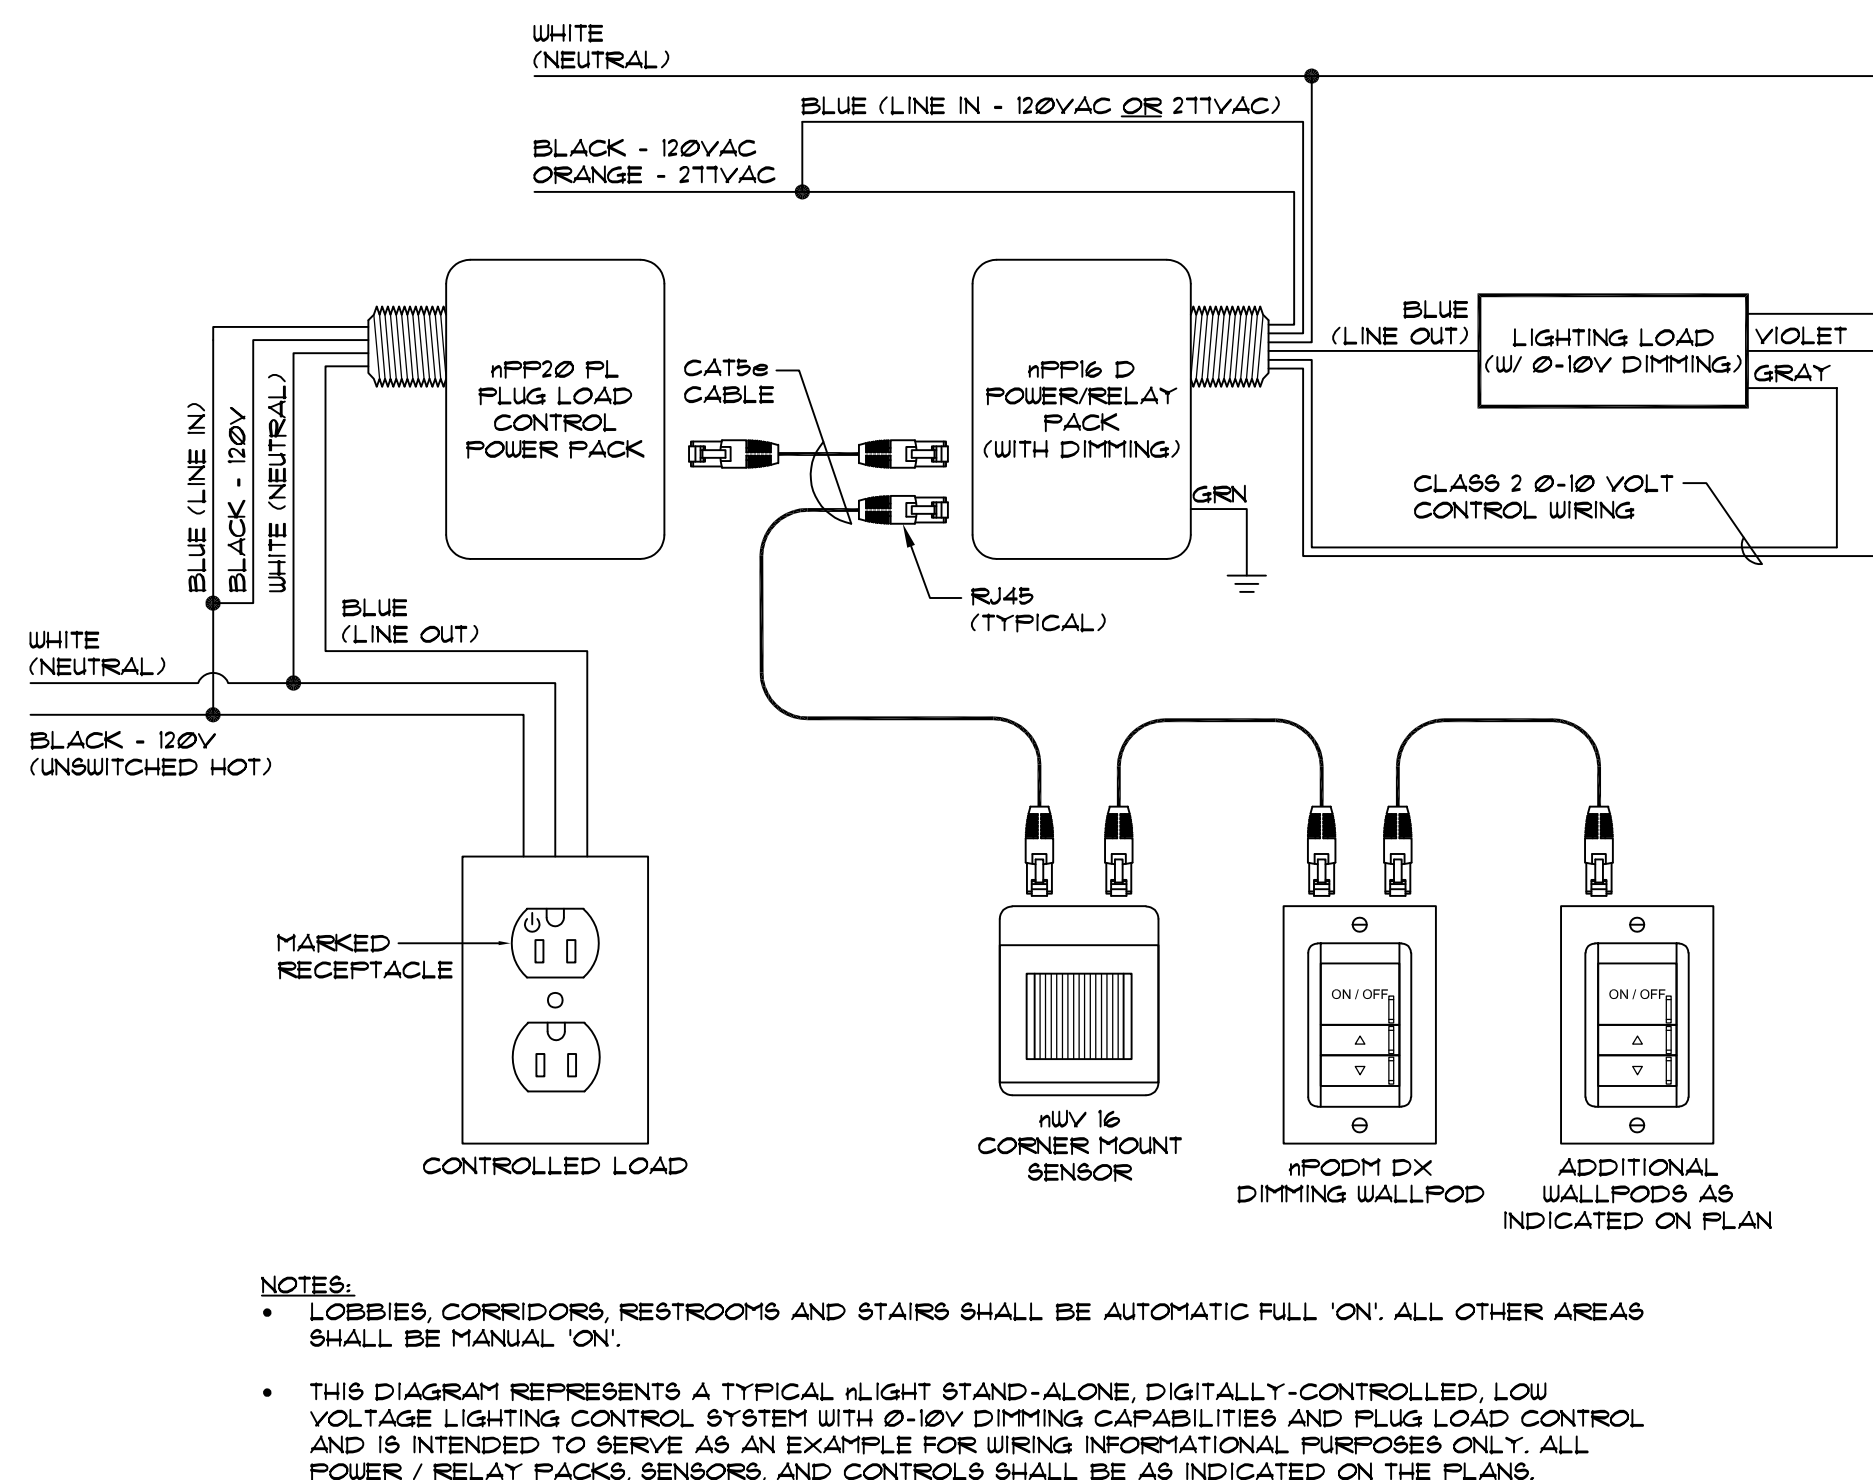 WHITE
(NEUTRAL)
BLUE (LINE IN - 120VAC OR 277VAC)
BLACK - 120VAC
ORANGE - 277VAC
BLUE
(LINE OUT)
LIGHTING LOAD
(W/ 0-10V DIMMING)
VIOLET
GRAY
nPP20 PL
PLUG LOAD
CONTROL
POWER PACK
CAT5e
CABLE
nPP16 D
POWER/RELAY
PACK
(WITH DIMMING)
GRN
CLASS 2 0-10 VOLT
CONTROL WIRING
BLUE (LINE IN)
BLACK - 120V
WHITE (NEUTRAL)
RJ45
(TYPICAL)
BLUE
(LINE OUT)
WHITE
(NEUTRAL)
BLACK - 120V
(UNSWITCHED HOT)
MARKED
RECEPTACLE
CONTROLLED LOAD
ON / OFF
ON / OFF
nWV 16
CORNER MOUNT
SENSOR
nPODM DX
DIMMING WALLPOD
ADDITIONAL
WALLPODS AS
INDICATED ON PLAN
NOTES:
• LOBBIES, CORRIDORS, RESTROOMS AND STAIRS SHALL BE AUTOMATIC FULL 'ON'. ALL OTHER AREAS
SHALL BE MANUAL 'ON'.
• THIS DIAGRAM REPRESENTS A TYPICAL nLIGHT STAND-ALONE, DIGITALLY-CONTROLLED, LOW
VOLTAGE LIGHTING CONTROL SYSTEM WITH 0-10V DIMMING CAPABILITIES AND PLUG LOAD CONTROL
AND IS INTENDED TO SERVE AS AN EXAMPLE FOR WIRING INFORMATIONAL PURPOSES ONLY. ALL
POWER / RELAY PACKS, SENSORS, AND CONTROLS SHALL BE AS INDICATED ON THE PLANS.